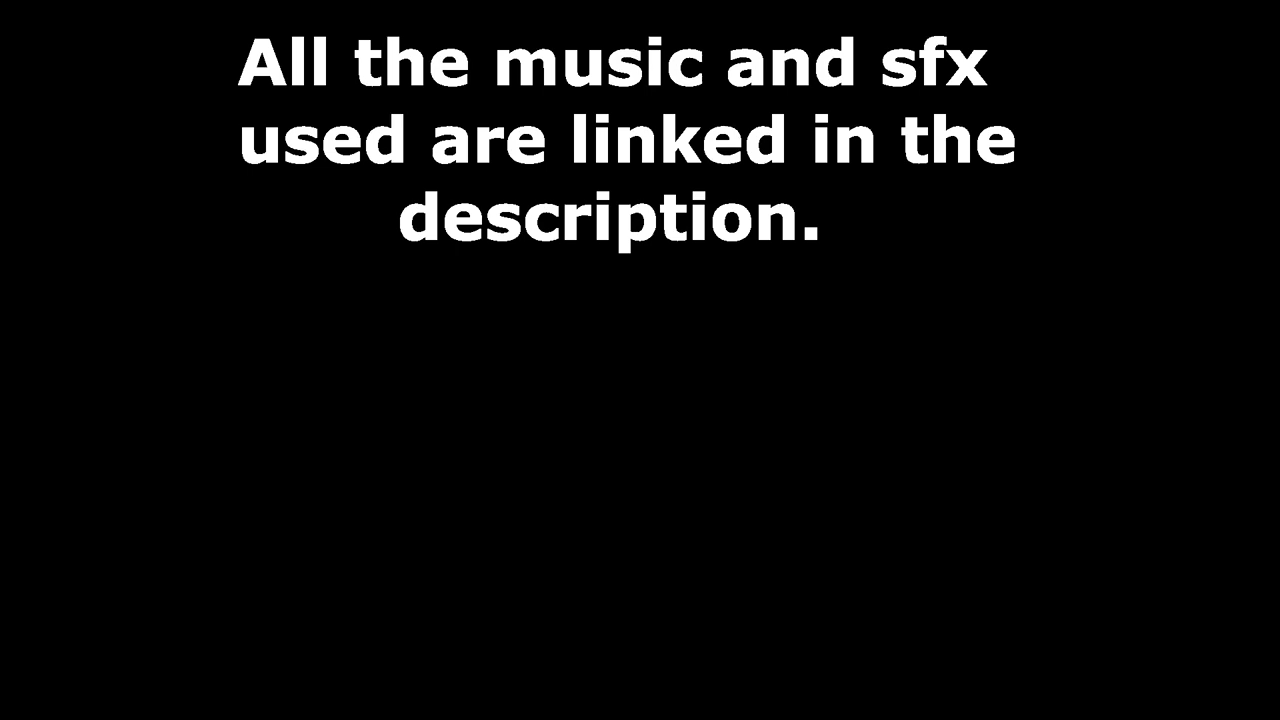 All the music and sfx
used are linked in the
description.